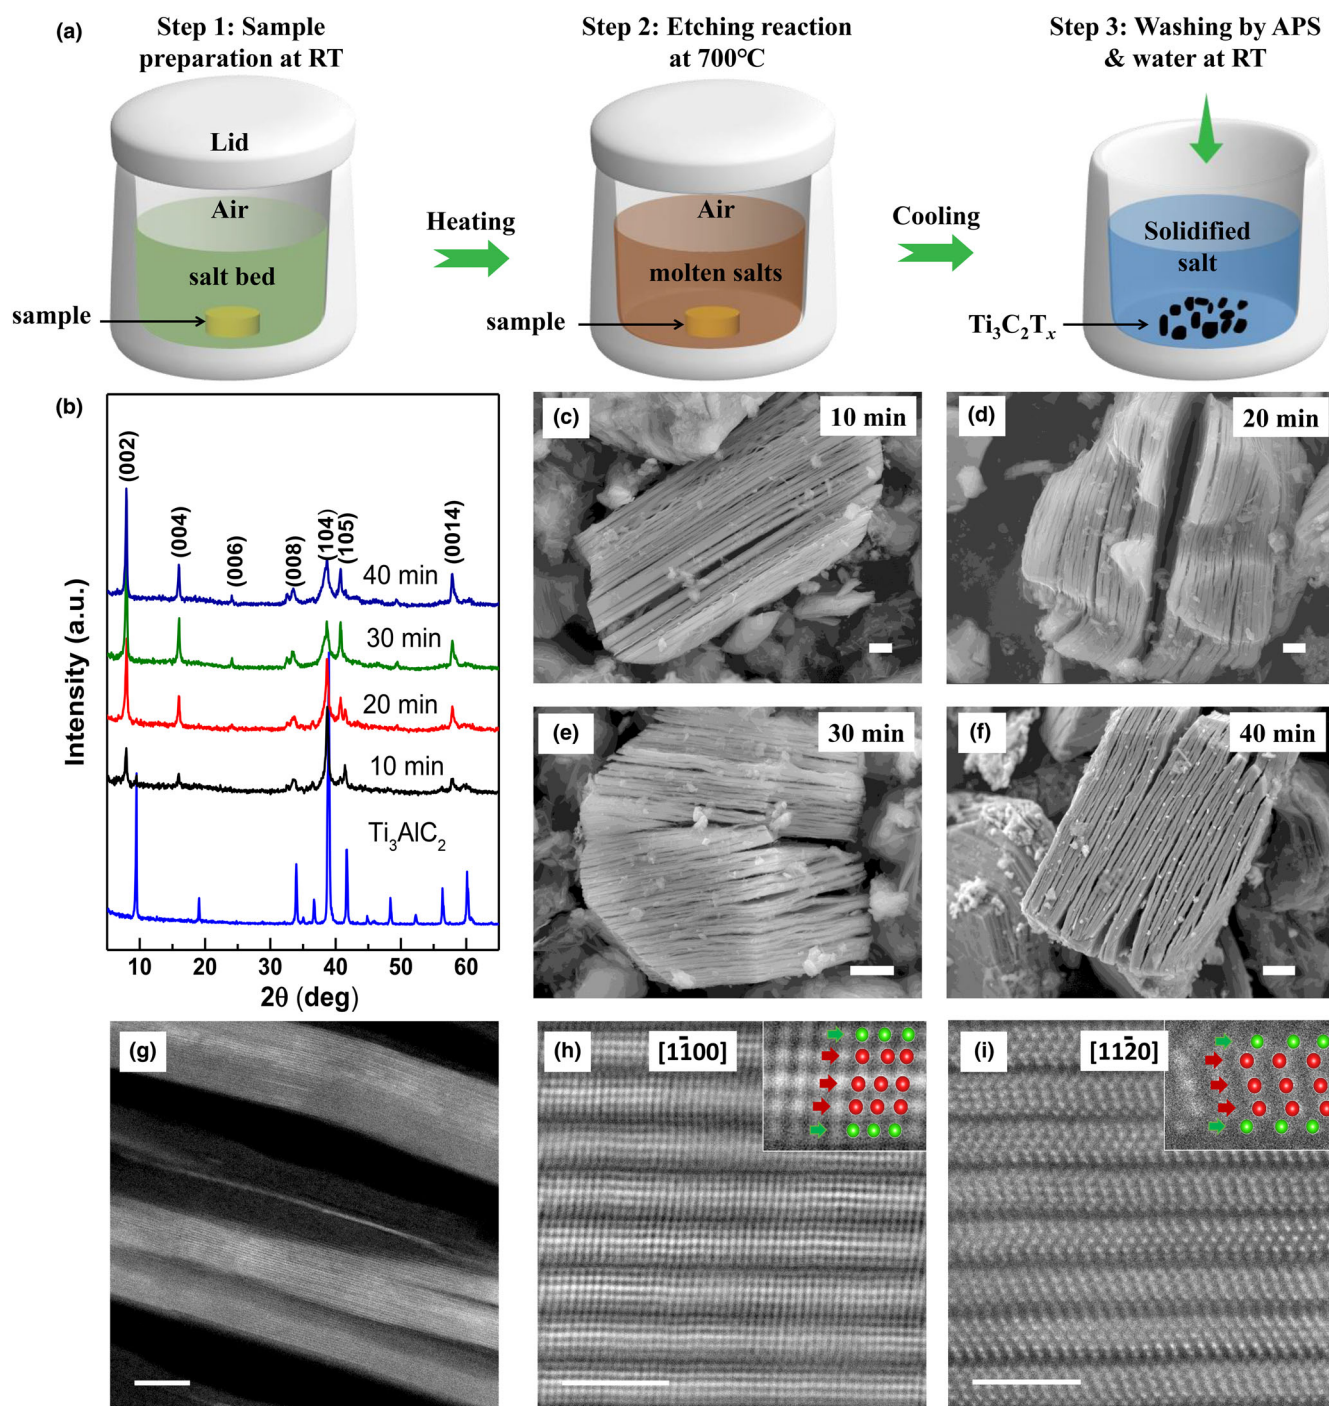 (a)
Step 1: Sample
preparation at RT
Step 2: Etching reaction
at 700°C
Step 3: Washing by APS
& water at RT
Lid
Air
salt bed
sample
Heating
Air
molten salts
sample
Cooling
Solidified
salt
Ti₃C₂Tₓ
(b)
(002)
(004)
(006)
(008)
(104)
(105)
(0014)
40 min
30 min
20 min
10 min
Ti₃AlC₂
Intensity (a.u.)
10 20 30 40 50 60
2θ (deg)
(c)
10 min
(d)
20 min
(e)
30 min
(f)
40 min
(g)
(h)
[11̄00]
(i)
[112̄0]